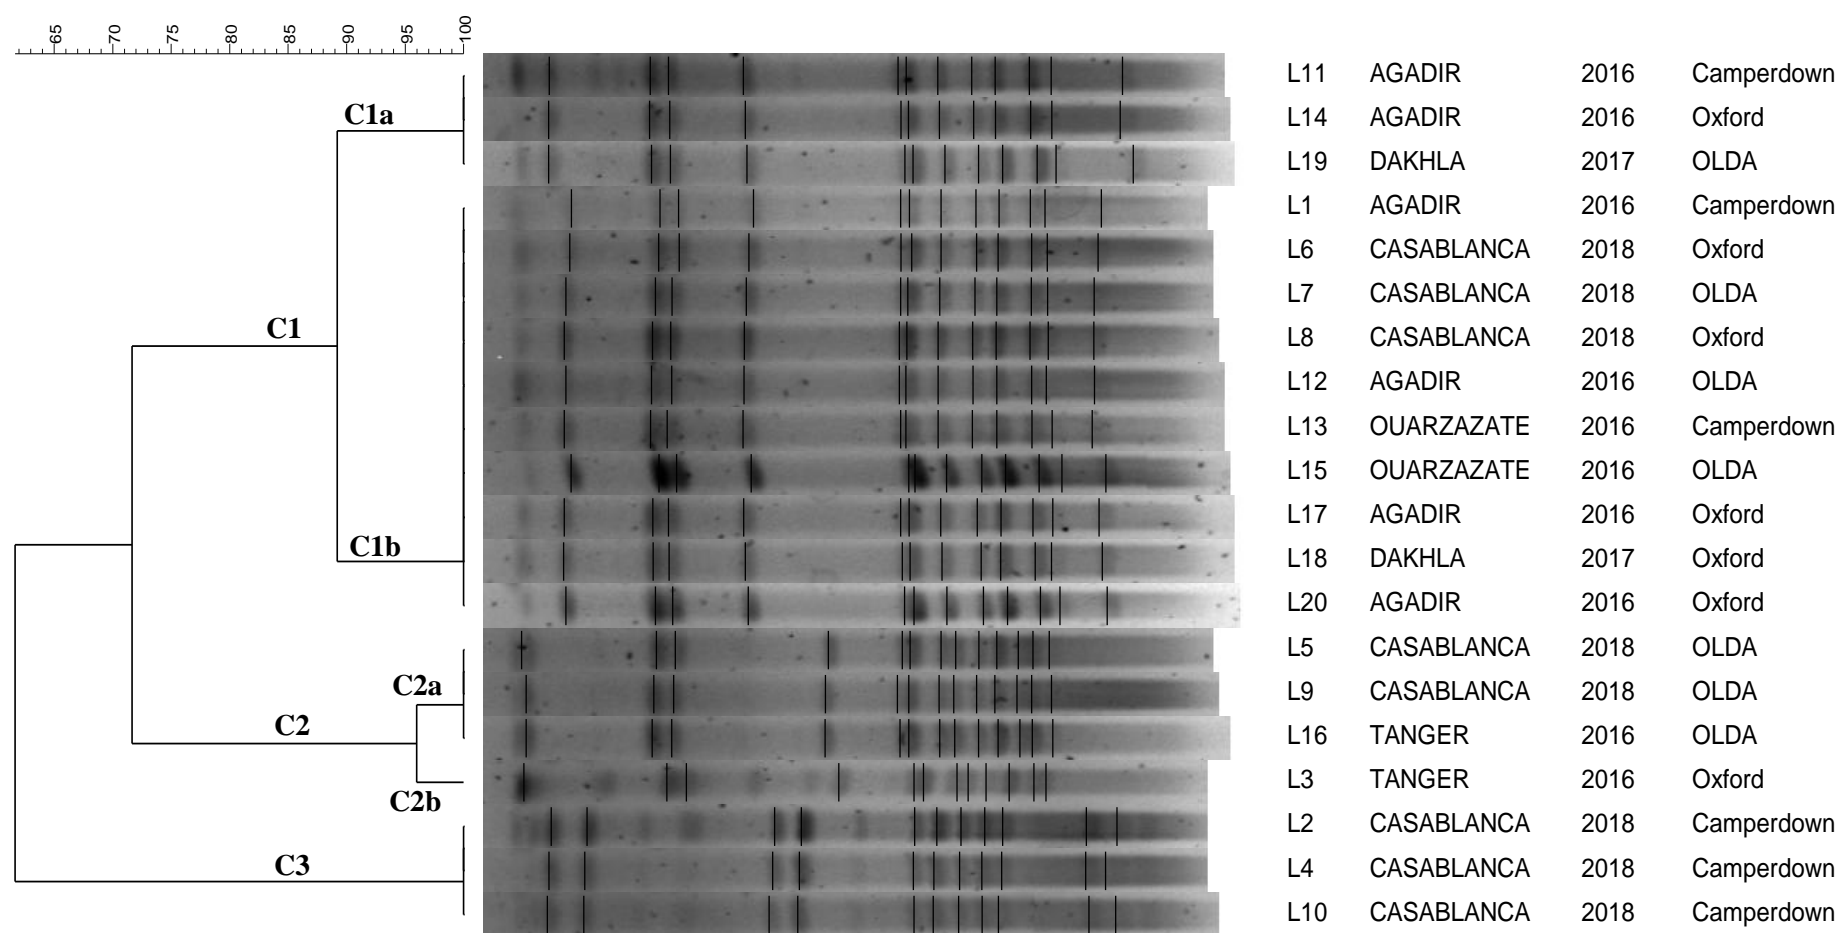 65 70 75 80 85 90 95 100
L11 AGADIR 2016 Camperdown
C1a L14 AGADIR 2016 Oxford
L19 DAKHLA 2017 OLDA
L1 AGADIR 2016 Camperdown
L6 CASABLANCA 2018 Oxford
L7 CASABLANCA 2018 OLDA
C1 L8 CASABLANCA 2018 Oxford
L12 AGADIR 2016 OLDA
L13 OUARZAZATE 2016 Camperdown
L15 OUARZAZATE 2016 OLDA
L17 AGADIR 2016 Oxford
C1b L18 DAKHLA 2017 Oxford
L20 AGADIR 2016 Oxford
L5 CASABLANCA 2018 OLDA
C2a L9 CASABLANCA 2018 OLDA
C2 L16 TANGER 2016 OLDA
L3 TANGER 2016 Oxford
C2b
L2 CASABLANCA 2018 Camperdown
C3 L4 CASABLANCA 2018 Camperdown
L10 CASABLANCA 2018 Camperdown